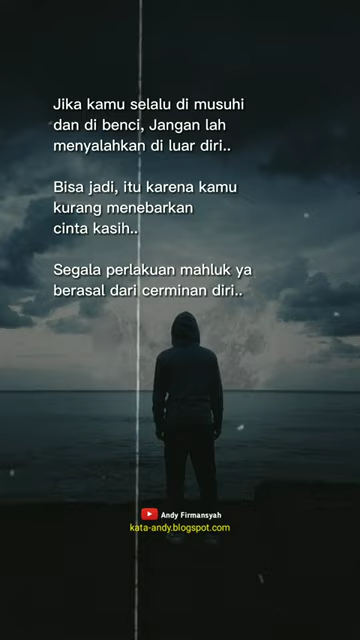 Jika kamu selalu di musuhi
dan di benci, Jangan lah
menyalahkan di luar diri..
Bisa jadi, itu karena kamu
kurang menebarkan
cinta kasih..
Segala perlakuan mahluk ya
berasal dari cerminan diri..
Andy Firmansyah
kata-andy.blogspot.com